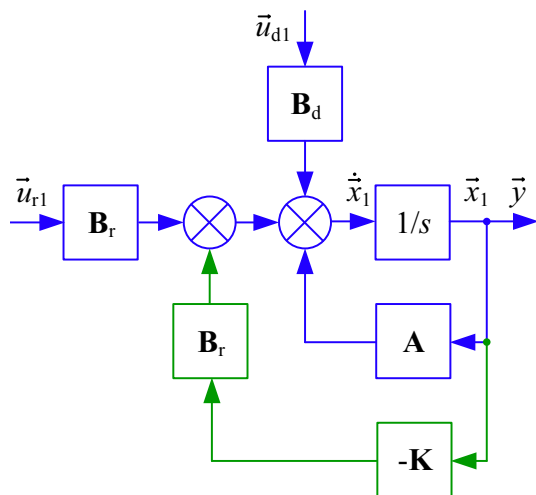 u⃗d1
Bd
u⃗r1 Br ẋ⃗1 1/s x⃗1 y⃗
Br A
-K